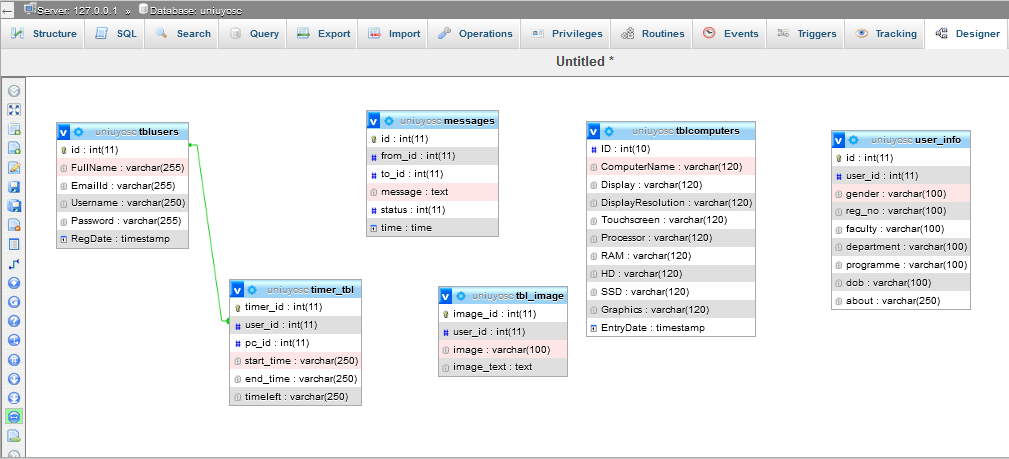 Server: 127.0.0.1 » Database: uniuyosc
Structure SQL Search Query Export Import Operations Privileges Routines Events Triggers Tracking Designer
Untitled *
uniuyosc tblusers
id : int(11)
FullName : varchar(255)
EmailId : varchar(255)
Username : varchar(250)
Password : varchar(255)
RegDate : timestamp
uniuyosc messages
id : int(11)
from_id : int(11)
to_id : int(11)
message : text
status : int(11)
time : time
uniuyosc tblcomputers
ID : int(10)
ComputerName : varchar(120)
Display : varchar(120)
DisplayResolution : varchar(120)
Touchscreen : varchar(120)
Processor : varchar(120)
RAM : varchar(120)
HD : varchar(120)
SSD : varchar(120)
Graphics : varchar(120)
EntryDate : timestamp
uniuyosc user_info
id : int(11)
user_id : int(11)
gender : varchar(100)
reg_no : varchar(100)
faculty : varchar(100)
department : varchar(100)
programme : varchar(100)
dob : varchar(100)
about : varchar(250)
uniuyosc timer_tbl
timer_id : int(11)
user_id : int(11)
pc_id : int(11)
start_time : varchar(250)
end_time : varchar(250)
timeleft : varchar(250)
uniuyosc tbl_image
image_id : int(11)
user_id : int(11)
image : varchar(100)
image_text : text